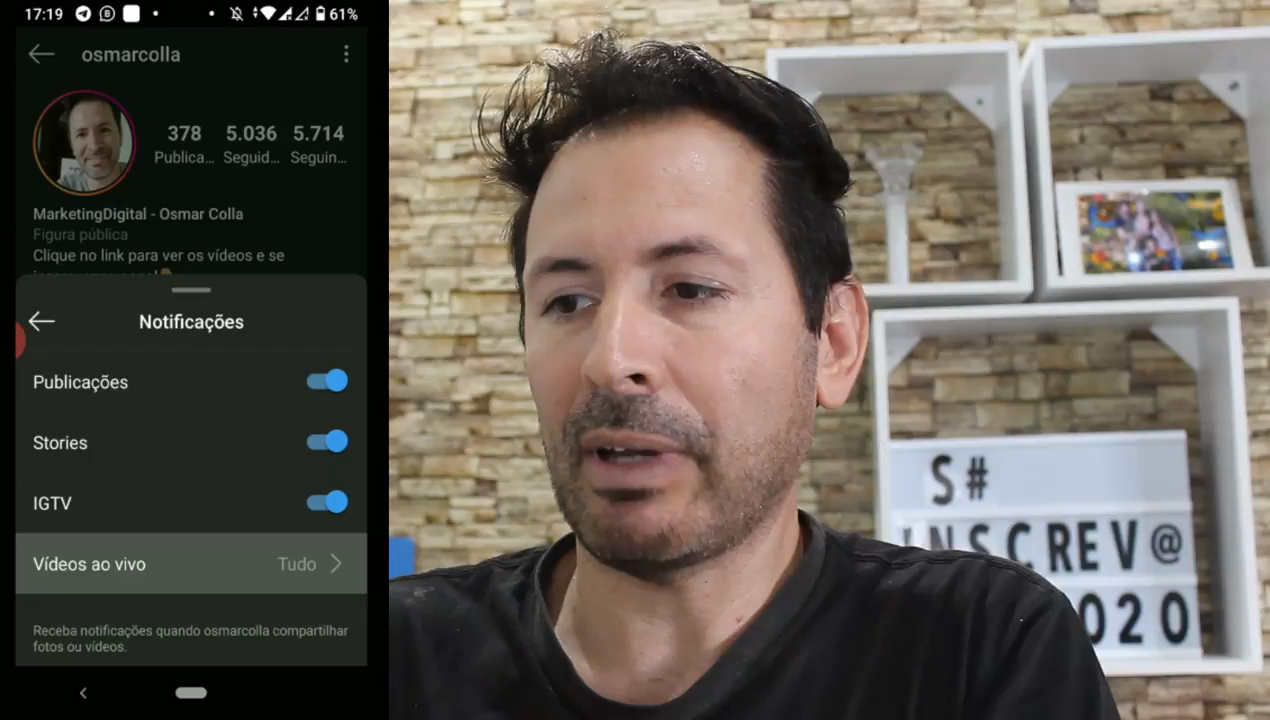 17:19 61%
osmarcolla
378 5.036 5.714
Publica... Seguid... Seguin...
MarketingDigital - Osmar Colla
Figura pública
Clique no link para ver os vídeos e se
Notificações
Publicações
Stories
IGTV
Vídeos ao vivo Tudo
Receba notificações quando osmarcolla compartilhar
fotos ou vídeos.
S#
INSCREV@
2020